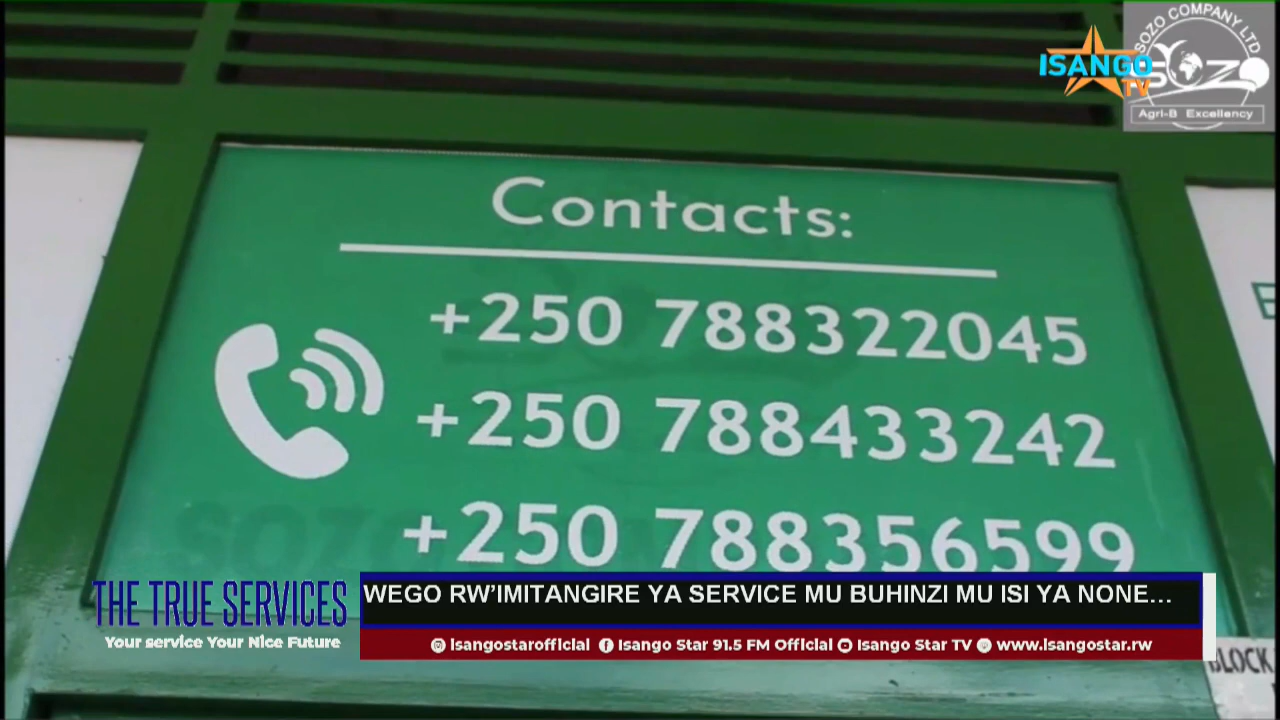 SOZO COMPANY LTD
ISANGO
TV
SOZO
Agri-B Excellency
Contacts:
+250 788322045
+250 788433242
+250 788356599
SOZO
THE TRUE SERVICES
Your service Your Nice Future
WEGO RW’IMITANGIRE YA SERVICE MU BUHINZI MU ISI YA NONE...
isangostarofficial Isango Star 91.5 FM Official Isango Star TV www.isangostar.rw
BLOCK